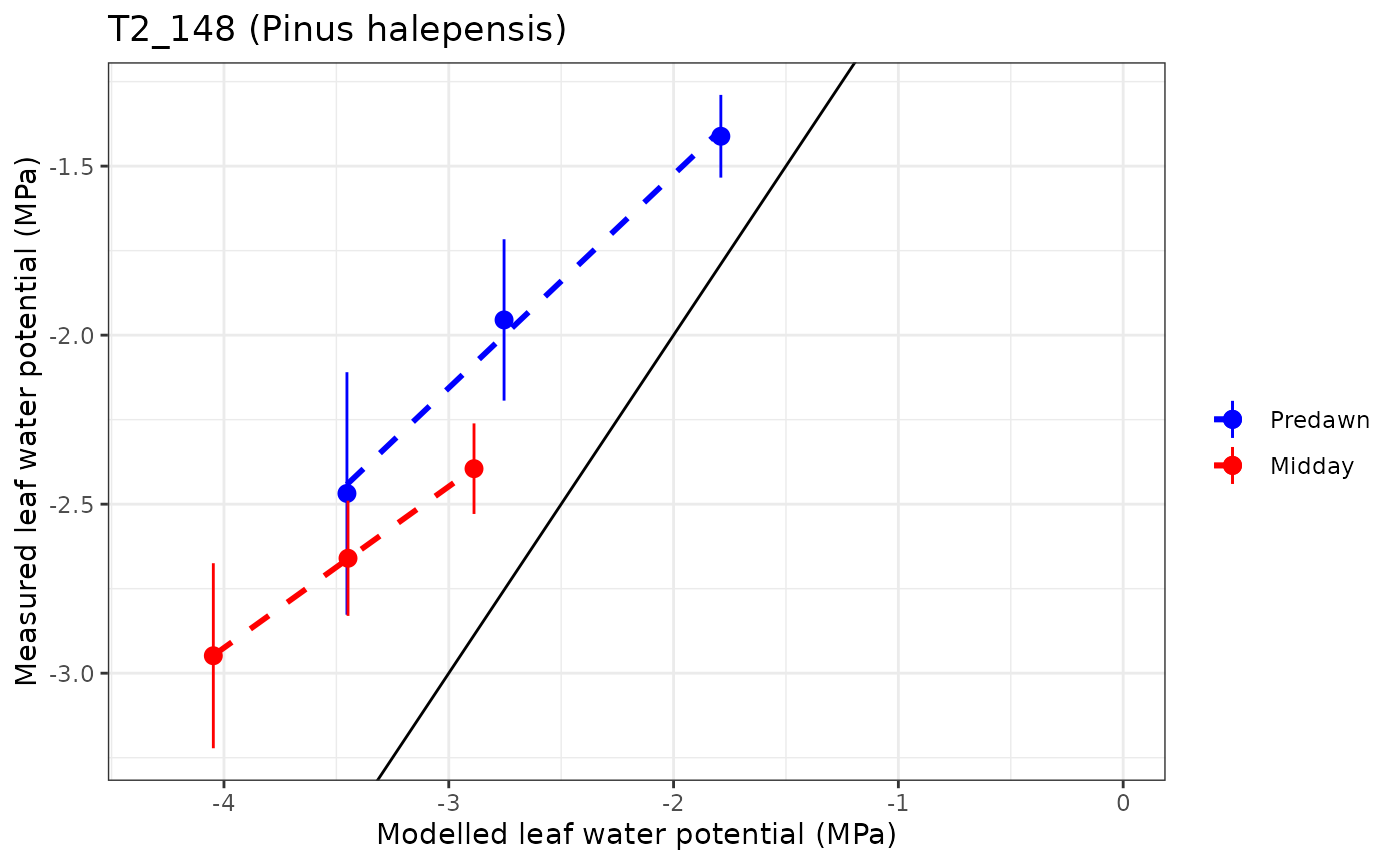 T2_148 (Pinus halepensis)
Measured leaf water potential (MPa)
-1.5
-2.0
-2.5
-3.0
-4
-3
-2
-1
0
Modelled leaf water potential (MPa)
Predawn
Midday